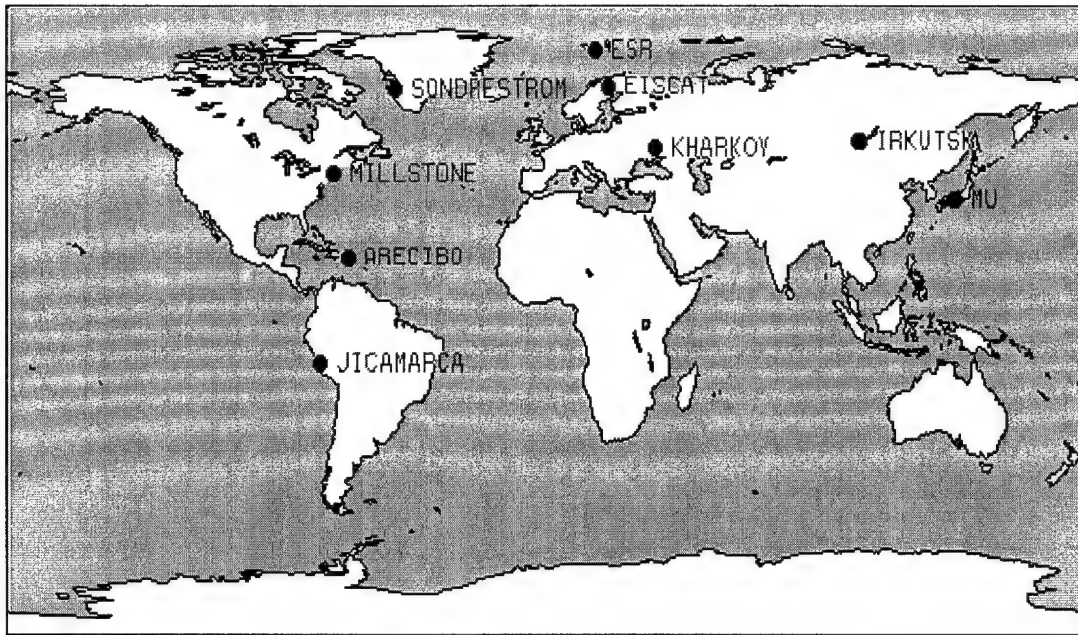 ESR
SONDRESTROM
EISCAT
KHARKOV
IRKUTSK
MILLSTONE
MU
ARECIBO
JICAMARCA